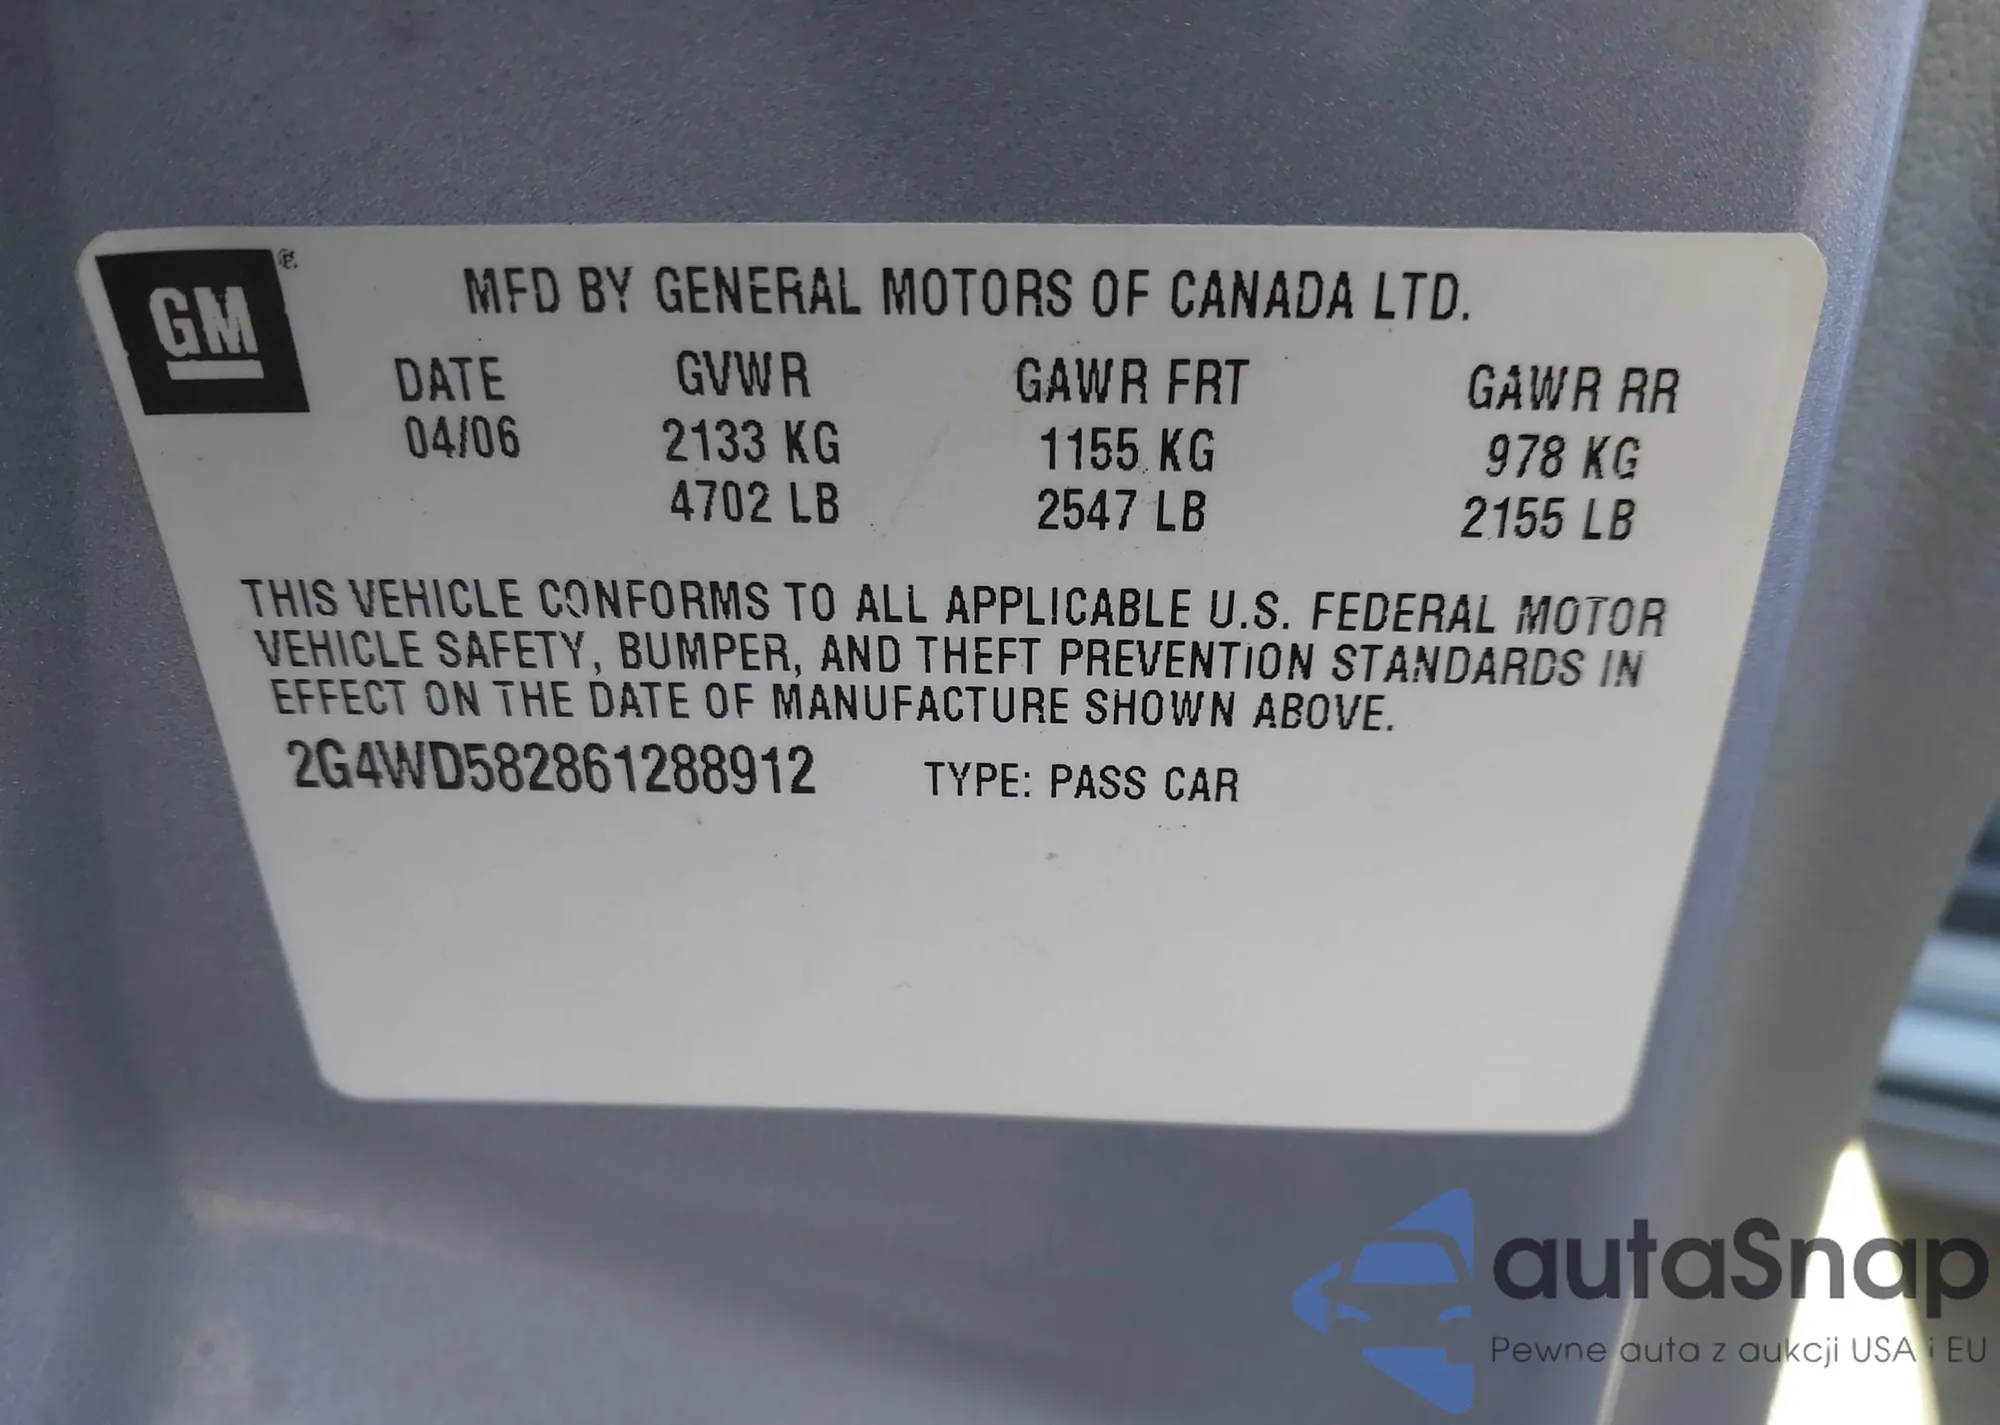 GM
MFD BY GENERAL MOTORS OF CANADA LTD.
DATE GVWR GAWR FRT GAWR RR
04/06 2133 KG 1155 KG 978 KG
4702 LB 2547 LB 2155 LB
THIS VEHICLE CONFORMS TO ALL APPLICABLE U.S. FEDERAL MOTOR
VEHICLE SAFETY, BUMPER, AND THEFT PREVENTION STANDARDS IN
EFFECT ON THE DATE OF MANUFACTURE SHOWN ABOVE.
2G4WD582861288912 TYPE: PASS CAR
autaSnap
Pewne auta z aukcji USA i EU